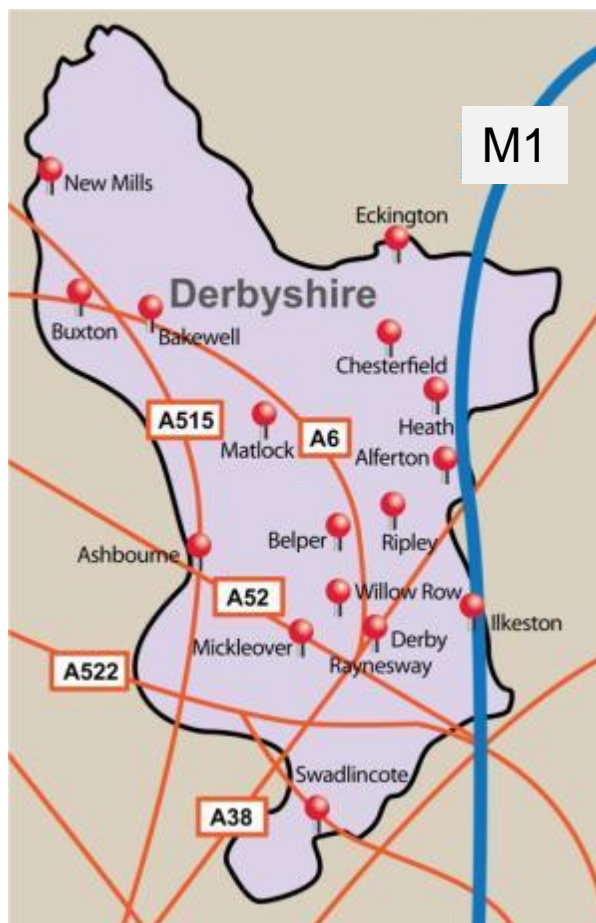 M1
New Mills
Eckington
Derbyshire
Buxton
Bakewell
Chesterfield
A515
Heath
A6
Matlock
Alferton
Belper
Ripley
Ashbourne
A52
Willow Row
Ilkeston
Mickleover
Derby
Raynesway
A522
Swadlincote
A38